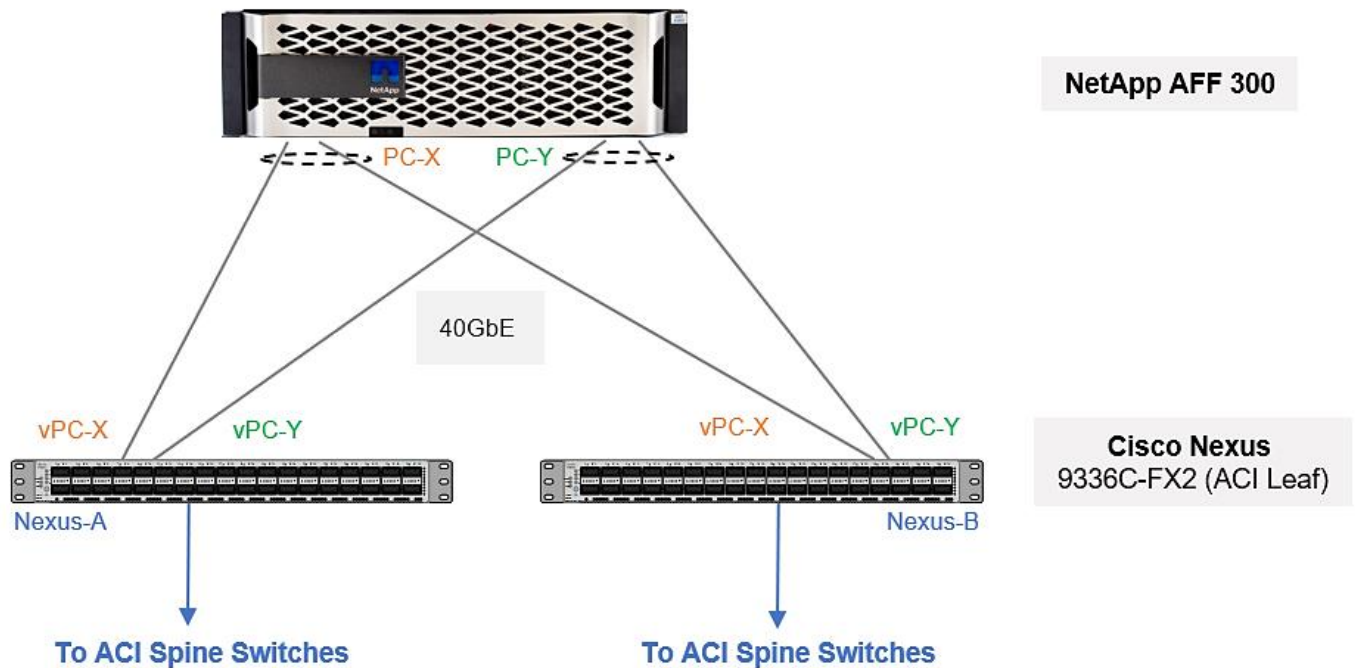 NetApp
NetApp AFF 300
PC-X
PC-Y
40GbE
vPC-X
vPC-Y
vPC-X
vPC-Y
Cisco Nexus
9336C-FX2 (ACI Leaf)
Nexus-A
Nexus-B
To ACI Spine Switches
To ACI Spine Switches